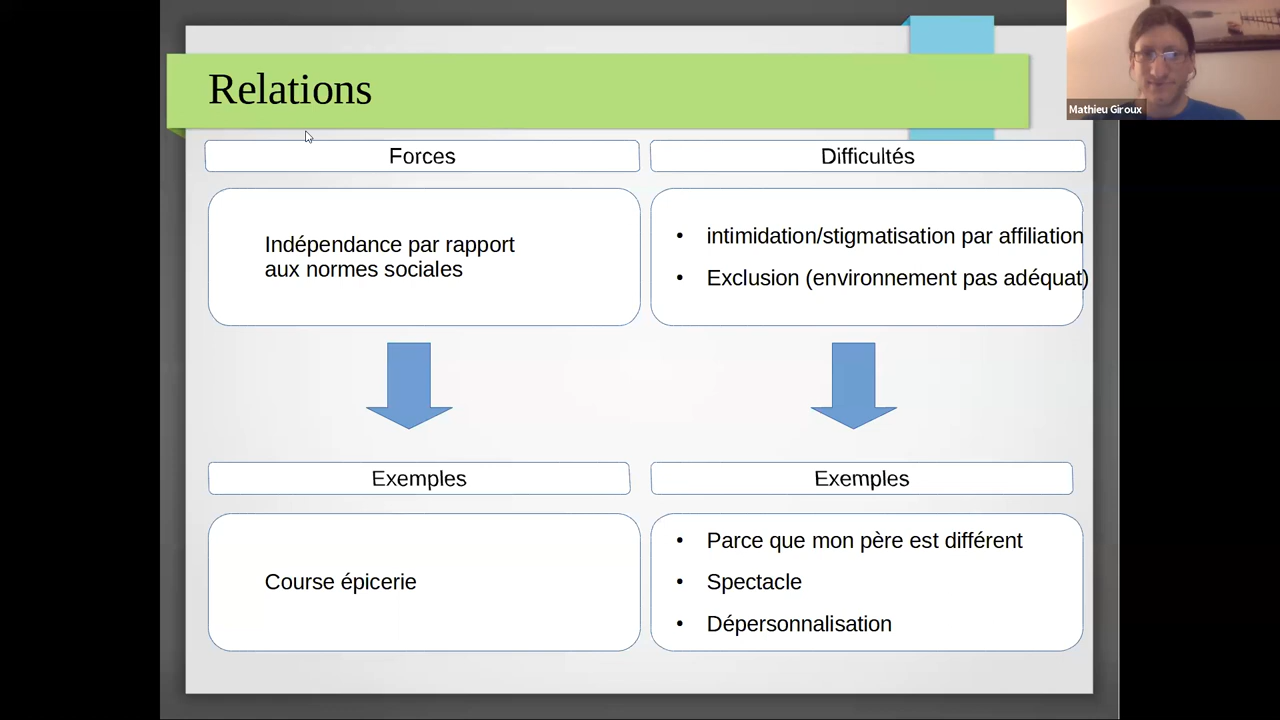 Relations
Mathieu Giroux
Forces
Difficultés
Indépendance par rapport
aux normes sociales
• intimidation/stigmatisation par affiliation
• Exclusion (environnement pas adéquat)
Exemples
Exemples
Course épicerie
• Parce que mon père est différent
• Spectacle
• Dépersonnalisation